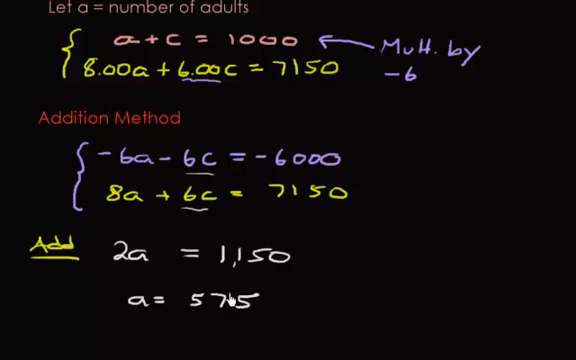 Let a = number of adults
a + c = 1000 Mult. by
8.00a + 6.00c = 7150 -6
Addition Method
-6a - 6c = -6000
8a + 6c = 7150
Add 2a = 1,150
a = 575